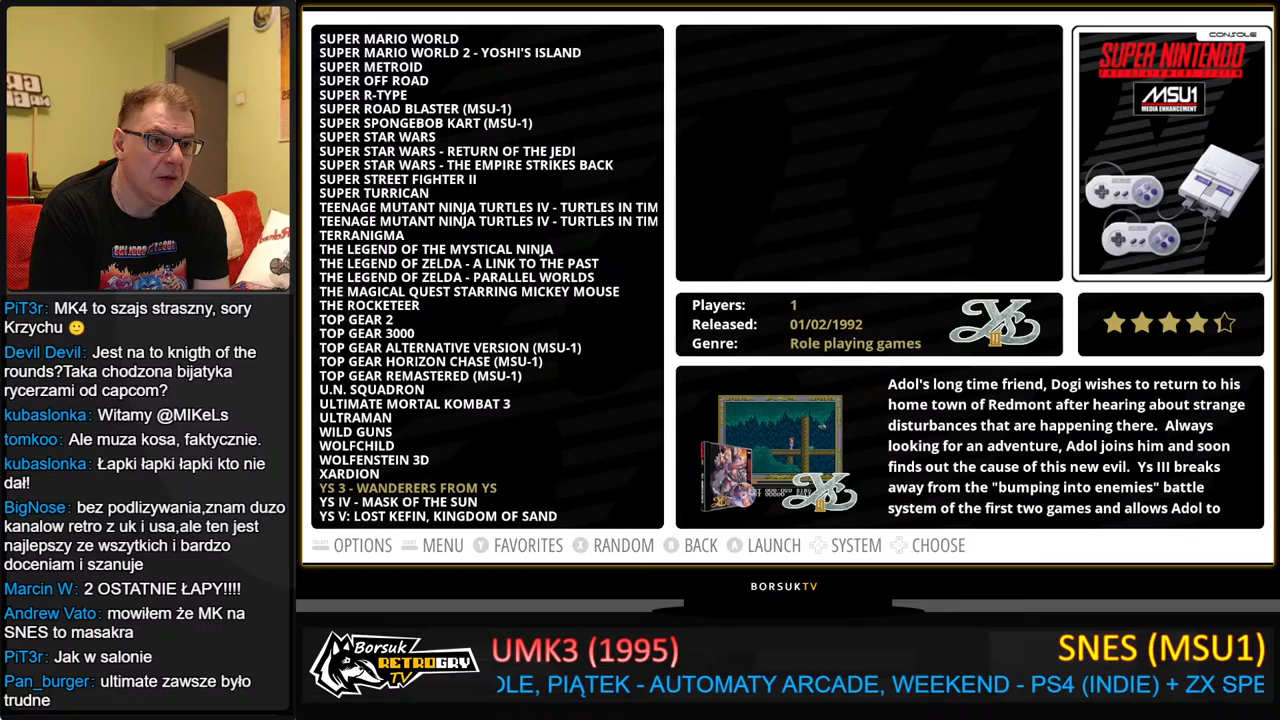 PiT3r: MK4 to szajs straszny, sory
Krzychu
Devil Devil: Jest na to knigth of the
rounds?Taka chodzona bijatyka
rycerzami od capcom?
kubaslonka: Witamy @MIKeLs
tomkoo: Ale muza kosa, faktycznie.
kubaslonka: Łapki łapki łapki kto nie
dał!
BigNose: bez podlizywania,znam duzo
kanalow retro z uk i usa,ale ten jest
najlepszy ze wszytkich i bardzo
doceniam i szanuje
Marcin W: 2 OSTATNIE ŁAPY!!!!
Andrew Vato: mowiłem że MK na
SNES to masakra
PiT3r: Jak w salonie
Pan_burger: ultimate zawsze było
trudne
SUPER MARIO WORLD
SUPER MARIO WORLD 2 - YOSHI'S ISLAND
SUPER METROID
SUPER OFF ROAD
SUPER R-TYPE
SUPER ROAD BLASTER (MSU-1)
SUPER SPONGEBOB KART (MSU-1)
SUPER STAR WARS
SUPER STAR WARS - RETURN OF THE JEDI
SUPER STAR WARS - THE EMPIRE STRIKES BACK
SUPER STREET FIGHTER II
SUPER TURRICAN
TEENAGE MUTANT NINJA TURTLES IV - TURTLES IN TIM
TEENAGE MUTANT NINJA TURTLES IV - TURTLES IN TIM
TERRANIGMA
THE LEGEND OF THE MYSTICAL NINJA
THE LEGEND OF ZELDA - A LINK TO THE PAST
THE LEGEND OF ZELDA - PARALLEL WORLDS
THE MAGICAL QUEST STARRING MICKEY MOUSE
THE ROCKETEER
TOP GEAR 2
TOP GEAR 3000
TOP GEAR ALTERNATIVE VERSION (MSU-1)
TOP GEAR HORIZON CHASE (MSU-1)
TOP GEAR REMASTERED (MSU-1)
U.N. SQUADRON
ULTIMATE MORTAL KOMBAT 3
ULTRAMAN
WILD GUNS
WOLFCHILD
WOLFENSTEIN 3D
XARDION
YS 3 - WANDERERS FROM YS
YS IV - MASK OF THE SUN
YS V: LOST KEFIN, KINGDOM OF SAND
CONSOLE
SUPER NINTENDO
ENTERTAINMENT SYSTEM
MSU1
MEDIA ENHANCEMENT
Players: 1
Released: 01/02/1992
Genre: Role playing games
Ys III
Adol's long time friend, Dogi wishes to return to his
home town of Redmont after hearing about strange
disturbances that are happening there. Always
looking for an adventure, Adol joins him and soon
finds out the cause of this new evil. Ys III breaks
away from the "bumping into enemies" battle
system of the first two games and allows Adol to
Ys III
OPTIONS MENU Y FAVORITES X RANDOM B BACK A LAUNCH SYSTEM CHOOSE
BORSUKTV
Borsuk
RETROGRY
TV
UMK3 (1995)
SNES (MSU1)
OLE, PIĄTEK - AUTOMATY ARCADE, WEEKEND - PS4 (INDIE) + ZX SPE